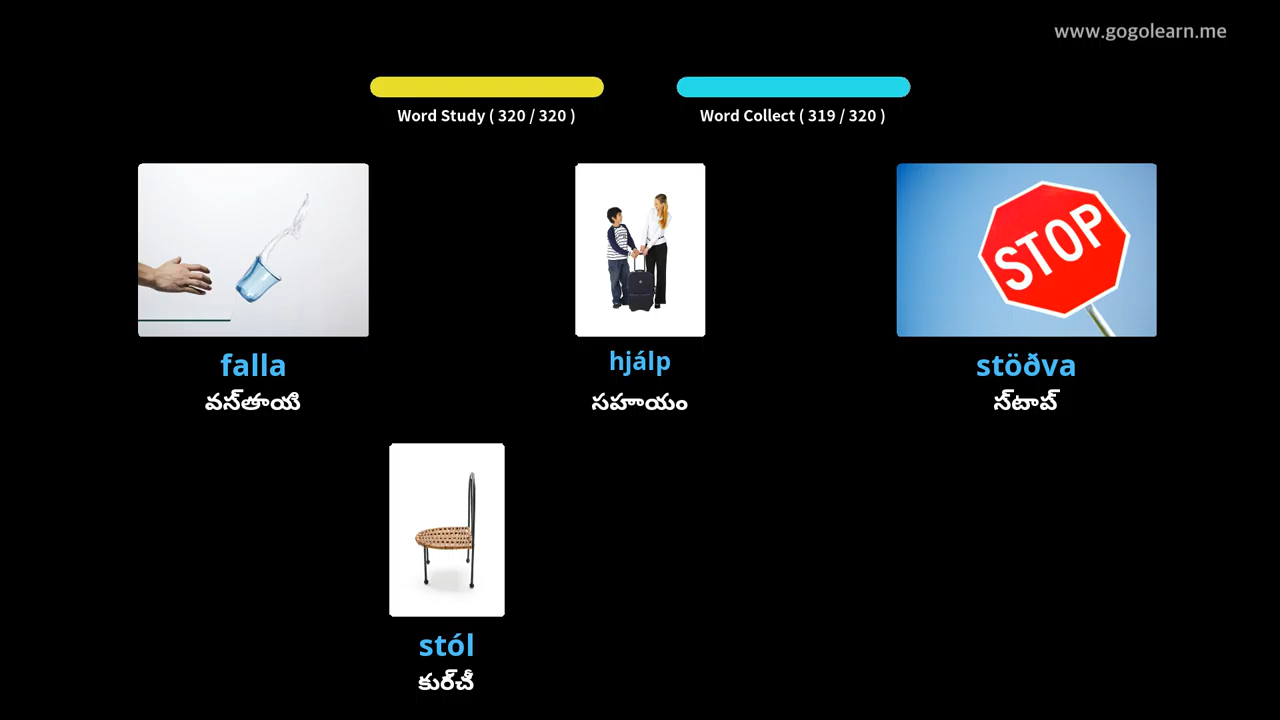 www.gogolearn.me
Word Study ( 320 / 320 )
Word Collect ( 319 / 320 )
STOP
falla
hjálp
stöðva
వస్తాయి
సహాయం
స్టాప్
stól
కుర్చీ